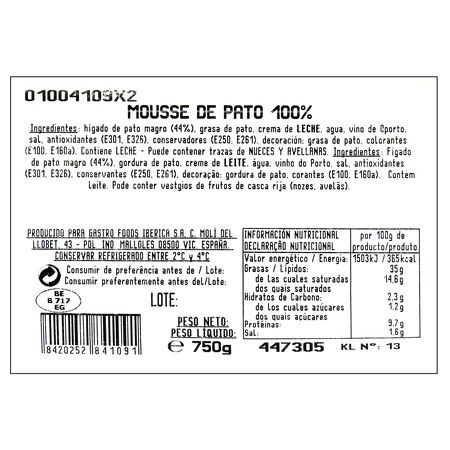 01004109X2
MOUSSE DE PATO 100%
Ingredientes: hígado de pato magro (44%), grasa de pato, crema de LECHE, agua, vino de Oporto,
sal, antioxidantes (E301, E326), conservadores (E250, E261), decoración: grasa de pato, colorantes
(E100, E160a). Contiene LECHE - Puede contener trazas de NUECES Y AVELLANAS. Ingredientes: Fígado
de pato magro (44%), gordura de pato, creme de LEITE, água, vinho do Porto, sal, antioxidantes
(E301, E326), conservantes (E250, E261), decoração: gordura de pato, corantes (E100, E160a). Contém
Leite. Pode conter vestgios de frutos de casca rija (nozes, avelãs).
PRODUCIDO PARA GASTRO FOODS IBERICA S.A. C. MOLÍ DEL
LLOBET, 43 - POL IND MALLOLES 08500 VIC. ESPAÑA.
CONSERVAR REFRIGERADO ENTRE 2°C y 4°C
Consumir de preferência antes de / Lote:
Consumir preferentemente antes del/Lote:
BE
B 717
EG
LOTE:
PESO NETO:
PESO LÍQUIDO:
e 750g
8420252 841091
INFORMACIÓN NUTRICIONAL
DECLARAÇÃO NUTRICIONAL
por 100g de
producto/produto
Valor energético / Energia: 1503kJ / 365kcal
Grasas / Lípidos: 35g
de las cuales saturadas 14.6g
dos quais saturados
Hidratos de Carbono: 2.3g
de los cuales azúcares 1.2g
dos quais açúcares
Proteínas: 9.7g
Sal: 1.6g
447305 KL Nº: 13